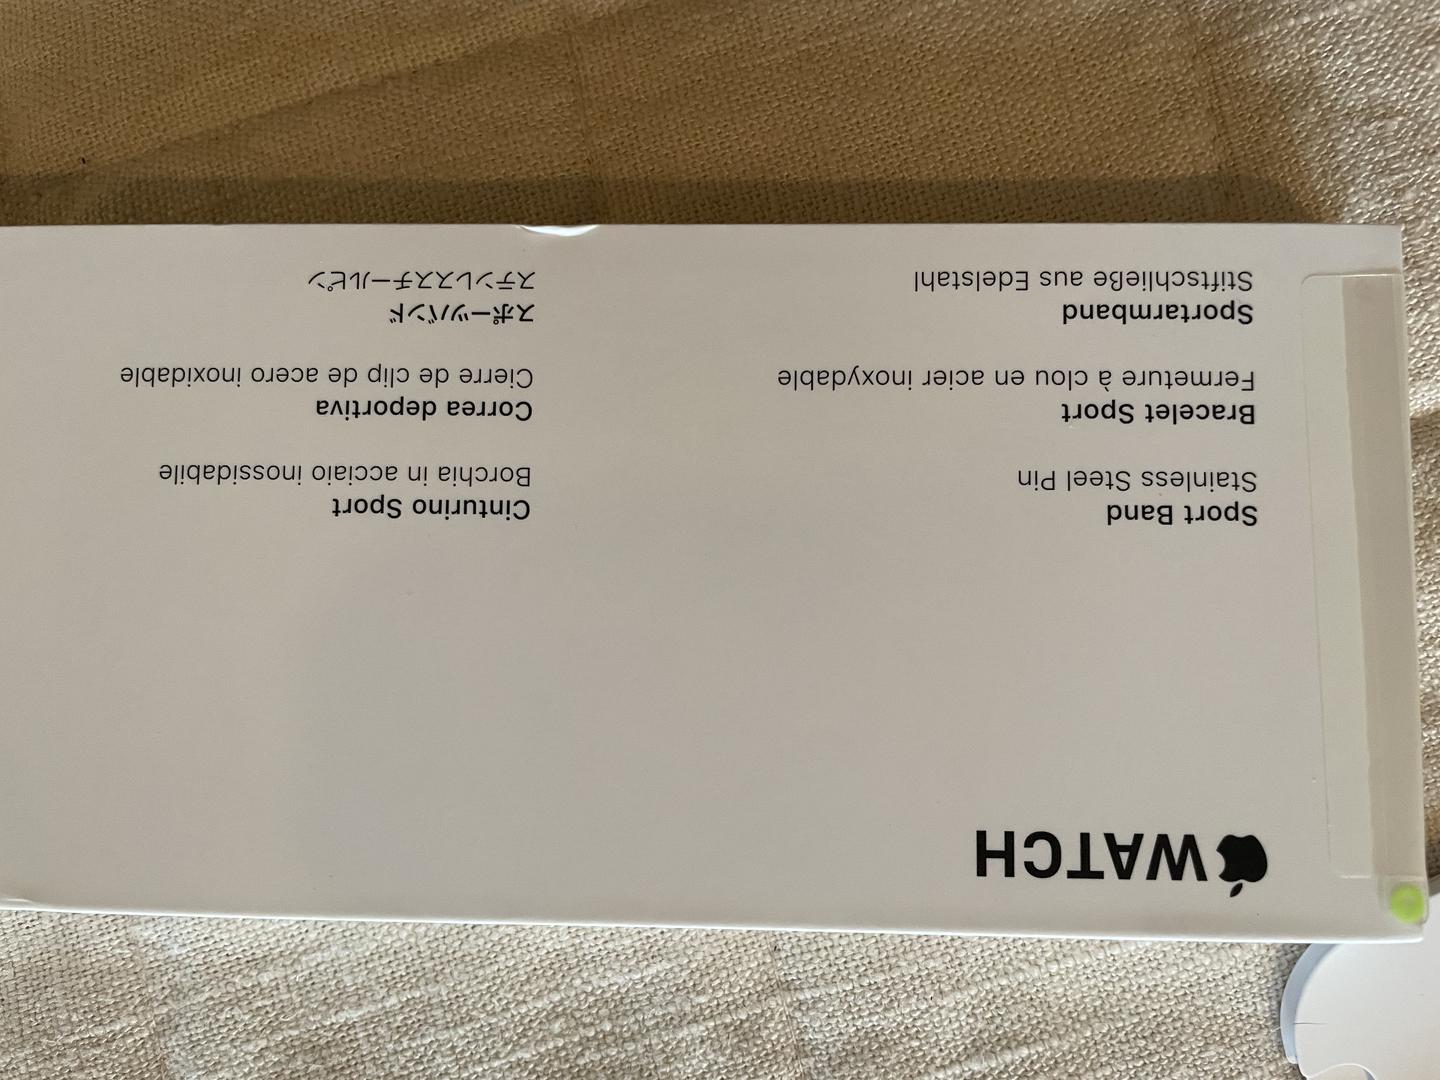 WATCH
Sport Band
Stainless Steel Pin
Bracelet Sport
Fermeture à clou en acier inoxydable
Sportarmband
Stiftschließe aus Edelstahl
Cinturino Sport
Borchia in acciaio inossidabile
Correa deportiva
Cierre de clip de acero inoxidable
スポーツバンド
ステンレススチールピン